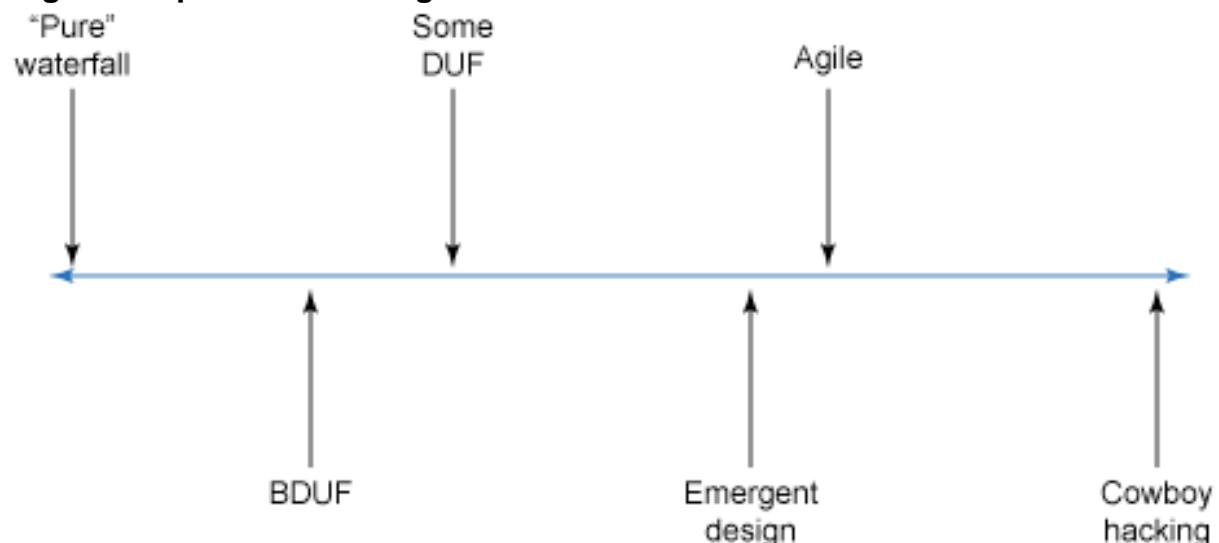 “Pure”
waterfall
Some
DUF
Agile
BDUF
Emergent
design
Cowboy
hacking